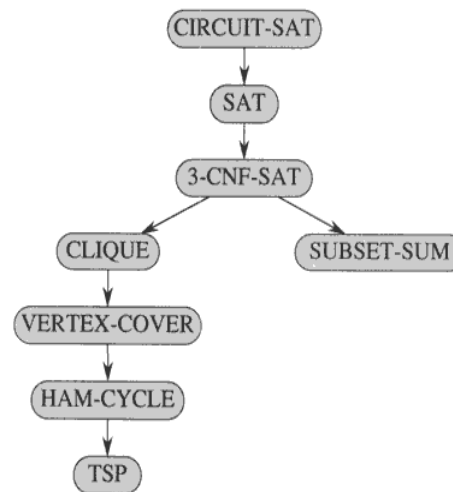 CIRCUIT-SAT
SAT
3-CNF-SAT
CLIQUE
SUBSET-SUM
VERTEX-COVER
HAM-CYCLE
TSP